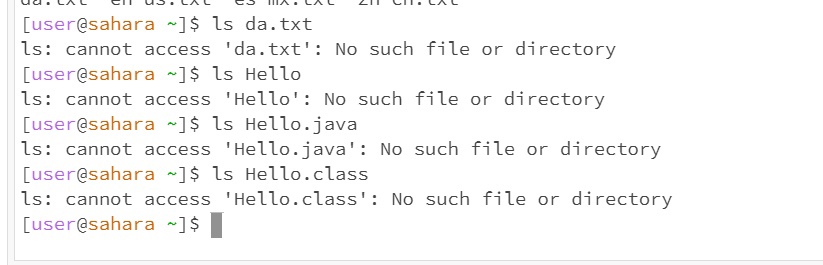 [user@sahara ~]$ ls da.txt
ls: cannot access 'da.txt': No such file or directory
[user@sahara ~]$ ls Hello
ls: cannot access 'Hello': No such file or directory
[user@sahara ~]$ ls Hello.java
ls: cannot access 'Hello.java': No such file or directory
[user@sahara ~]$ ls Hello.class
ls: cannot access 'Hello.class': No such file or directory
[user@sahara ~]$